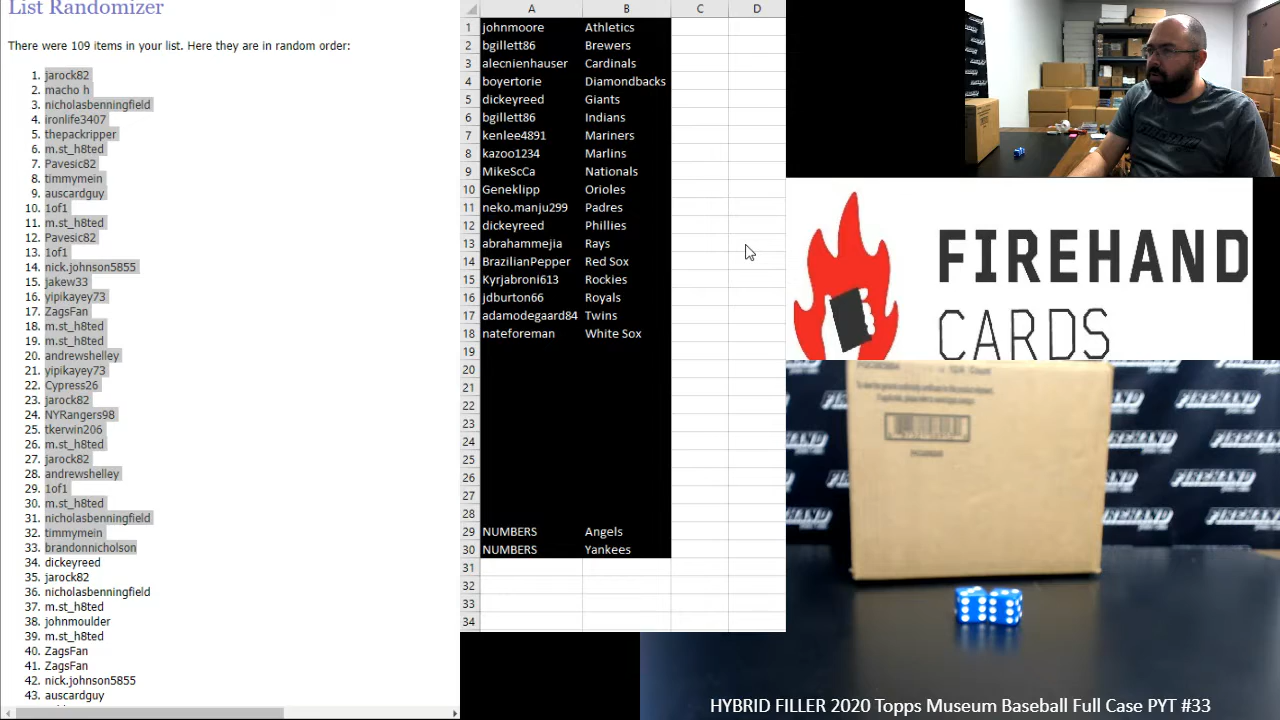 List Randomizer
There were 109 items in your list. Here they are in random order:
1. jarock82
2. macho h
3. nicholasbenningfield
4. ironlife3407
5. thepackripper
6. m.st_h8ted
7. Pavesic82
8. timmymein
9. auscardguy
10. 1of1
11. m.st_h8ted
12. Pavesic82
13. 1of1
14. nick.johnson5855
15. jakew33
16. yipikayey73
17. ZagsFan
18. m.st_h8ted
19. m.st_h8ted
20. andrewshelley
21. yipikayey73
22. Cypress26
23. jarock82
24. NYRangers98
25. tkerwin206
26. m.st_h8ted
27. jarock82
28. andrewshelley
29. 1of1
30. m.st_h8ted
31. nicholasbenningfield
32. timmymein
33. brandonnicholson
34. dickeyreed
35. jarock82
36. nicholasbenningfield
37. m.st_h8ted
38. johnmoulder
39. m.st_h8ted
40. ZagsFan
41. ZagsFan
42. nick.johnson5855
43. auscardguy
A B C D
1 johnmoore Athletics
2 bgillett86 Brewers
3 alecnienhauser Cardinals
4 boyertorie Diamondbacks
5 dickeyreed Giants
6 bgillett86 Indians
7 kenlee4891 Mariners
8 kazoo1234 Marlins
9 MikeScCa Nationals
10 Geneklipp Orioles
11 neko.manju299 Padres
12 dickeyreed Phillies
13 abrahammejia Rays
14 BrazilianPepper Red Sox
15 Kyrjabroni613 Rockies
16 jdburton66 Royals
17 adamodegaard84 Twins
18 nateforeman White Sox
19
20
21
22
23
24
25
26
27
28
29 NUMBERS Angels
30 NUMBERS Yankees
31
32
33
34
FIREHAND
CARDS
FIREHAND
HYBRID FILLER 2020 Topps Museum Baseball Full Case PYT #33